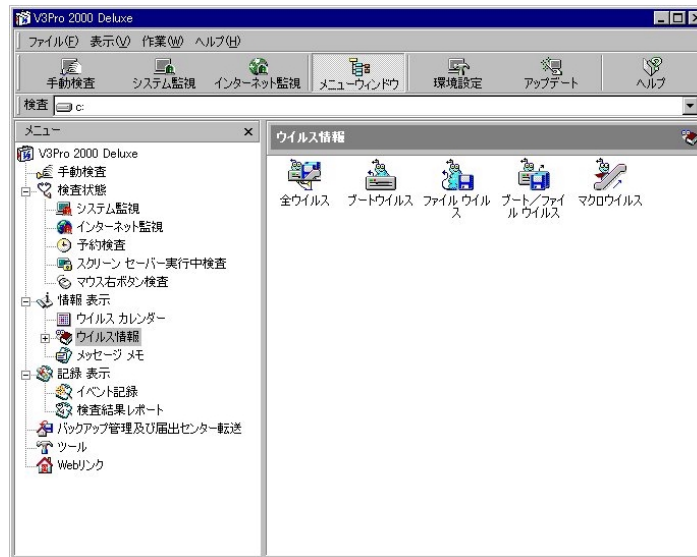 V3Pro 2000 Deluxe
ファイル(F) 表示(V) 作業(W) ヘルプ(H)
手動検査 システム監視 インターネット監視 メニューウィンドウ 環境設定 アップデート ヘルプ
検査 c:
メニュー
ウイルス情報
V3Pro 2000 Deluxe
手動検査
検査状態
システム監視
インターネット監視
予約検査
スクリーン セーバー実行中検査
マウス右ボタン検査
情報 表示
ウイルス カレンダー
ウイルス情報
メッセージ メモ
記録 表示
イベント記録
検査結果レポート
バックアップ管理及び届出センター転送
ツール
Webリンク
全ウイルス ブートウイルス ファイル ウイルス ブート／ファイル ウイルス マクロウイルス